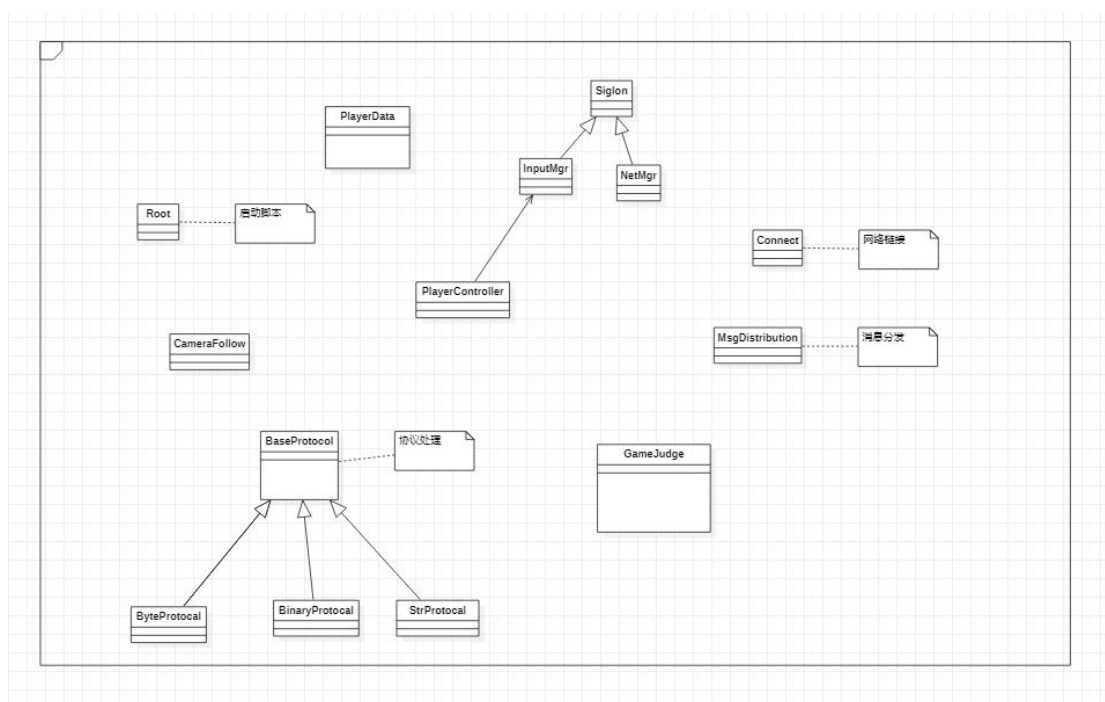 Siglon
PlayerData
InputMgr
NetMgr
Root
启动脚本
Connect
网络链接
PlayerController
CameraFollow
MsgDistribution
消息分发
BaseProtocol
协议处理
GameJudge
ByteProtocal
BinaryProtocal
StrProtocal